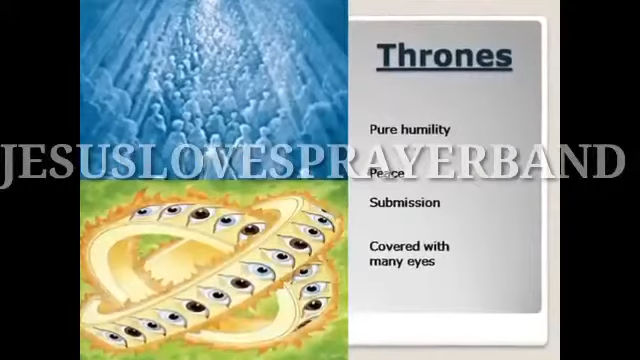 Thrones
Pure humility
JESUSLOVESPRAYERBAND
Peace
Submission
Covered with
many eyes